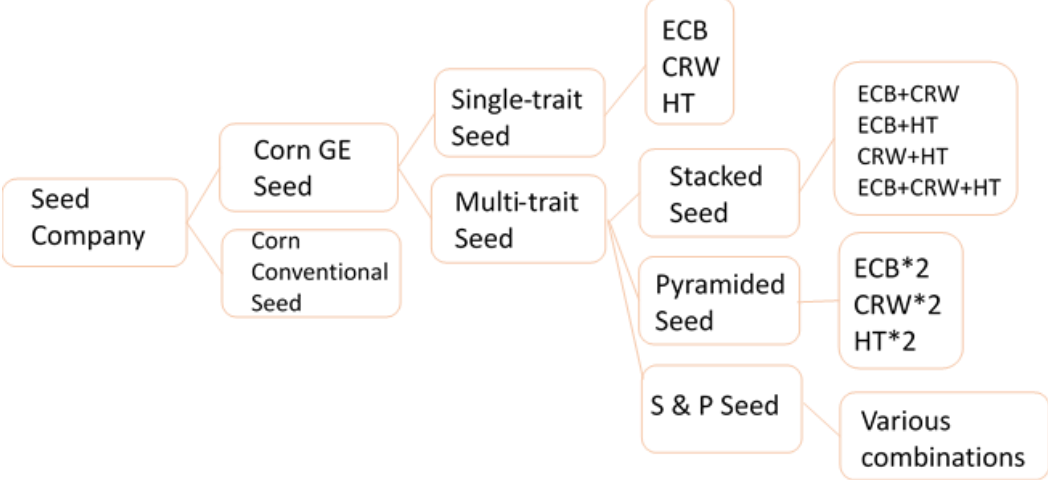 Seed
Company
Corn GE
Seed
Corn
Conventional
Seed
Single-trait
Seed
Multi-trait
Seed
ECB
CRW
HT
Stacked
Seed
Pyramided
Seed
S & P Seed
ECB+CRW
ECB+HT
CRW+HT
ECB+CRW+HT
ECB*2
CRW*2
HT*2
Various
combinations